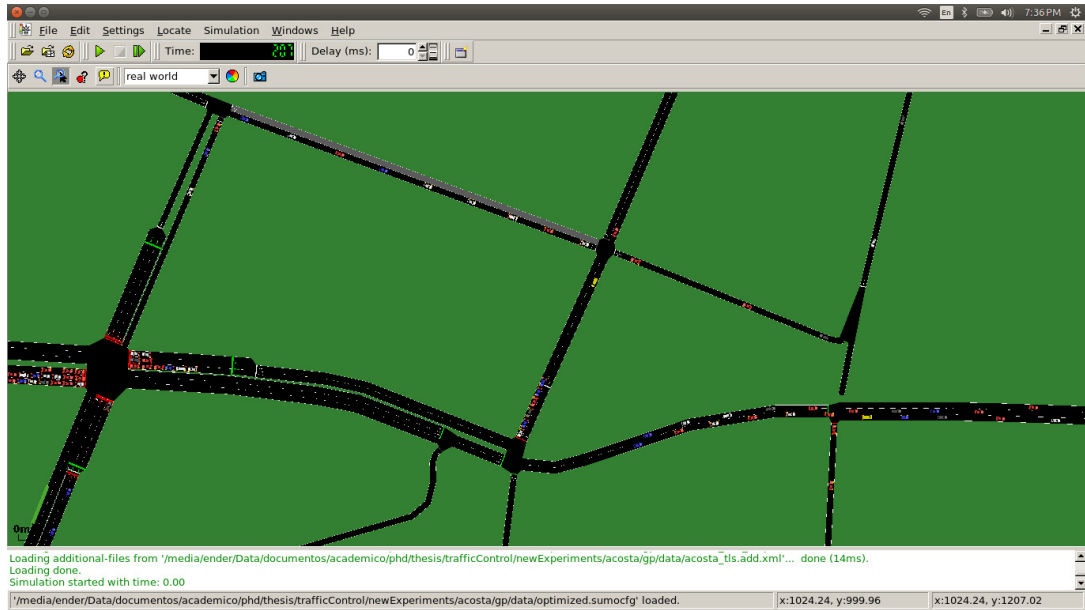 En 7:36 PM
File Edit Settings Locate Simulation Windows Help
Time: 207 Delay (ms): 0
real world
0m
Loading additional-files from '/media/ender/Data/documentos/academico/phd/thesis/trafficControl/newExperiments/acosta/gp/data/acosta_tls.add.xml'... done (14ms).
Loading done.
Simulation started with time: 0.00
'/media/ender/Data/documentos/academico/phd/thesis/trafficControl/newExperiments/acosta/gp/data/optimized.sumocfg' loaded. x:1024.24, y:999.96 x:1024.24, y:1207.02